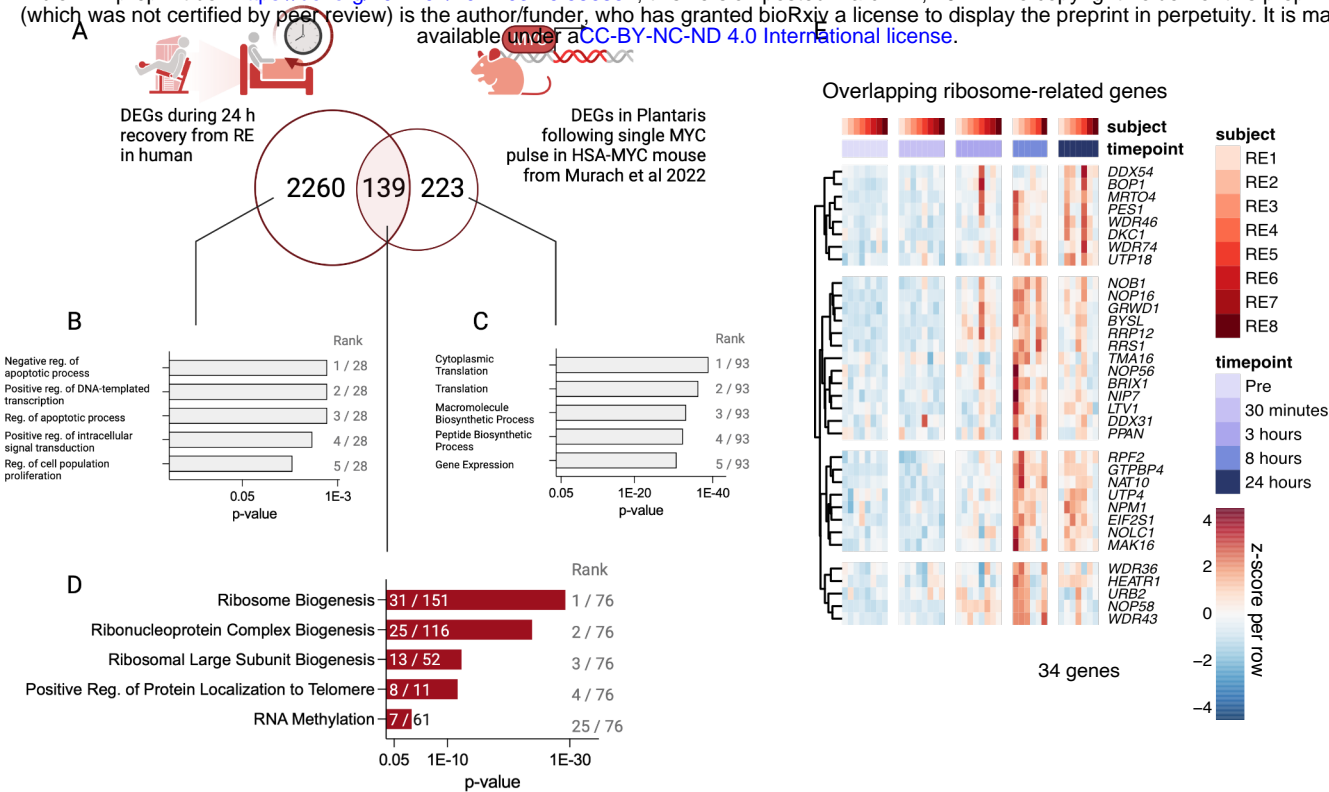 (which was not certified by peer review) is the author/funder, who has granted bioRxiv a license to display the preprint in perpetuity. It is ma
available under aCC-BY-NC-ND 4.0 International license.
A
MYC
E
DEGs during 24 h
recovery from RE
in human
DEGs in Plantaris
following single MYC
pulse in HSA-MYC mouse
from Murach et al 2022
2260
139
223
B
Rank
Negative reg. of
apoptotic process
1 / 28
Positive reg. of DNA-templated
transcription
2 / 28
Reg. of apoptotic process
3 / 28
Positive reg. of intracellular
signal transduction
4 / 28
Reg. of cell population
proliferation
5 / 28
0.05
1E-3
p-value
C
Rank
Cytoplasmic
Translation
1 / 93
Translation
2 / 93
Macromolecule
Biosynthetic Process
3 / 93
Peptide Biosynthetic
Process
4 / 93
Gene Expression
5 / 93
0.05
1E-20
1E-40
p-value
D
Rank
Ribosome Biogenesis
31 / 151
1 / 76
Ribonucleoprotein Complex Biogenesis
25 / 116
2 / 76
Ribosomal Large Subunit Biogenesis
13 / 52
3 / 76
Positive Reg. of Protein Localization to Telomere
8 / 11
4 / 76
RNA Methylation
7 / 61
25 / 76
0.05
1E-10
1E-30
p-value
Overlapping ribosome-related genes
subject
timepoint
DDX54
BOP1
MRTO4
PES1
WDR46
DKC1
WDR74
UTP18
NOB1
NOP16
GRWD1
BYSL
RRP12
RRS1
TMA16
NOP56
BRIX1
NIP7
LTV1
DDX31
PPAN
RPF2
GTPBP4
NAT10
UTP4
NPM1
EIF2S1
NOLC1
MAK16
WDR36
HEATR1
URB2
NOP58
WDR43
34 genes
subject
RE1
RE2
RE3
RE4
RE5
RE6
RE7
RE8
timepoint
Pre
30 minutes
3 hours
8 hours
24 hours
4
2
0
−2
−4
z-score per row